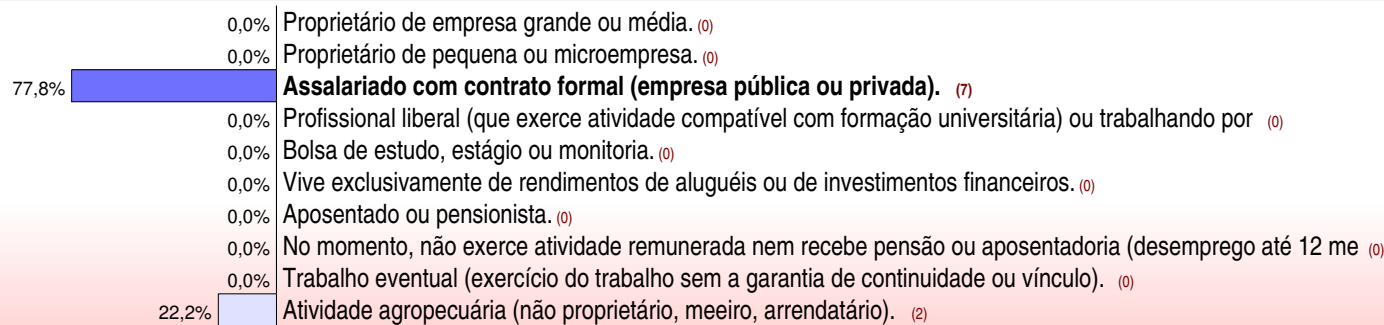 0,0% Proprietário de empresa grande ou média. (0)
0,0% Proprietário de pequena ou microempresa. (0)
77,8% Assalariado com contrato formal (empresa pública ou privada). (7)
0,0% Profissional liberal (que exerce atividade compatível com formação universitária) ou trabalhando por (0)
0,0% Bolsa de estudo, estágio ou monitoria. (0)
0,0% Vive exclusivamente de rendimentos de aluguéis ou de investimentos financeiros. (0)
0,0% Aposentado ou pensionista. (0)
0,0% No momento, não exerce atividade remunerada nem recebe pensão ou aposentadoria (desemprego até 12 me (0)
0,0% Trabalho eventual (exercício do trabalho sem a garantia de continuidade ou vínculo). (0)
22,2% Atividade agropecuária (não proprietário, meeiro, arrendatário). (2)